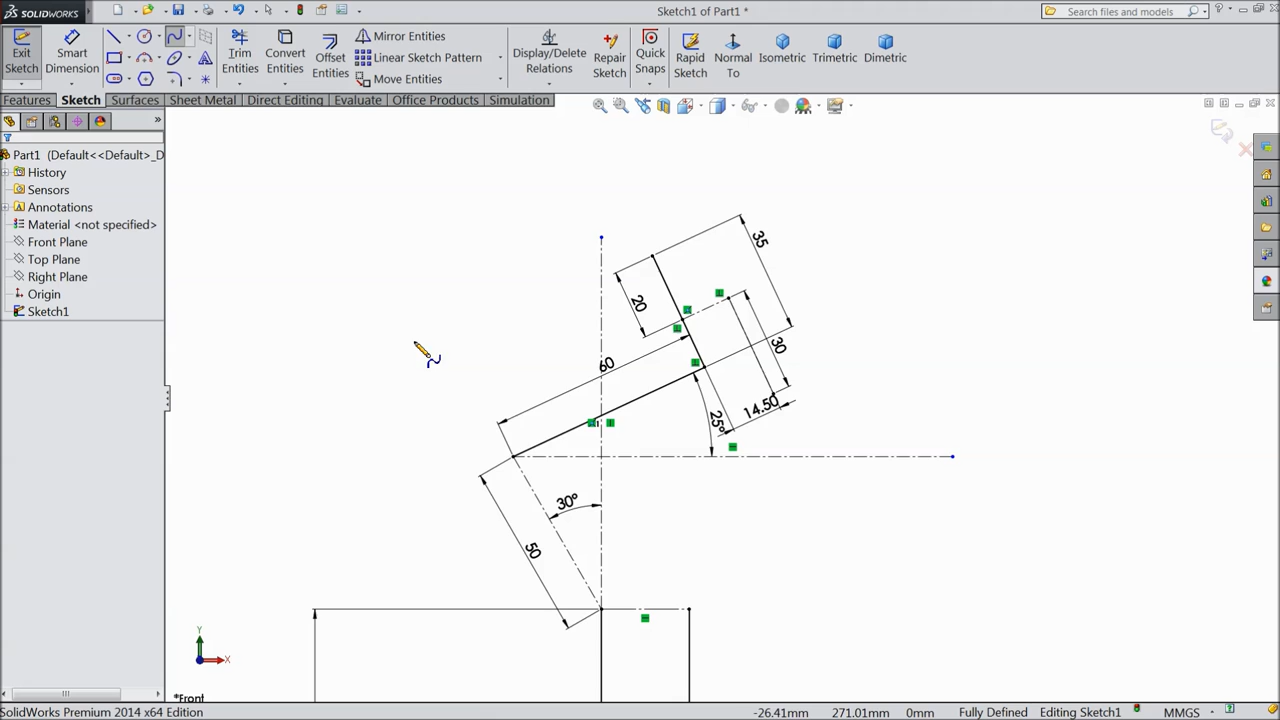 SOLIDWORKS
Sketch1 of Part1 *
Search files and models
Exit Sketch
Smart Dimension
Trim Entities
Convert Entities
Offset Entities
Mirror Entities
Linear Sketch Pattern
Move Entities
Display/Delete Relations
Repair Sketch
Quick Snaps
Rapid Sketch
Normal To
Isometric
Trimetric
Dimetric
Features
Sketch
Surfaces
Sheet Metal
Direct Editing
Evaluate
Office Products
Simulation
Part1 (Default<<Default>_D
History
Sensors
Annotations
Material <not specified>
Front Plane
Top Plane
Right Plane
Origin
Sketch1
35
20
30
60
14.50
25°
30°
50
Y
X
*Front
SolidWorks Premium 2014 x64 Edition
-26.41mm
271.01mm
0mm
Fully Defined
Editing Sketch1
MMGS